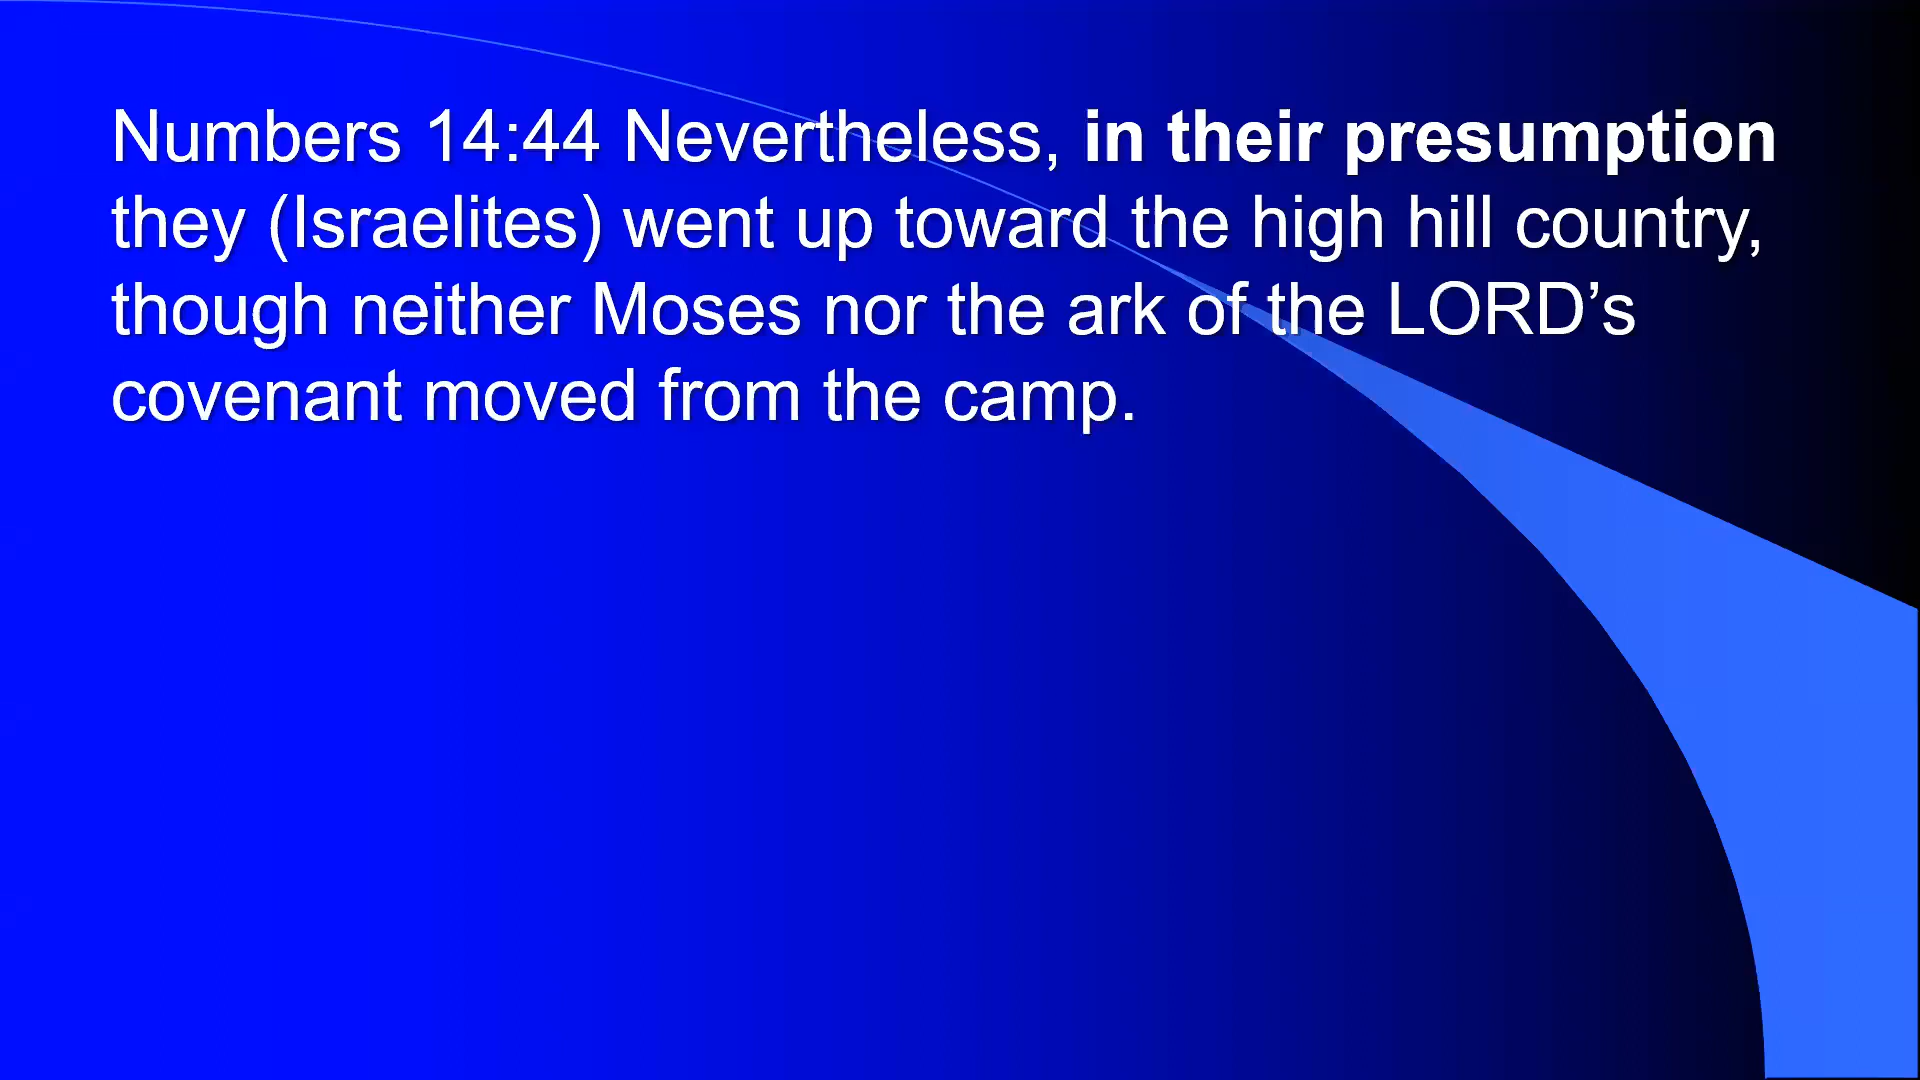 Numbers 14:44 Nevertheless, in their presumption
they (Israelites) went up toward the high hill country,
though neither Moses nor the ark of the LORD’s
covenant moved from the camp.